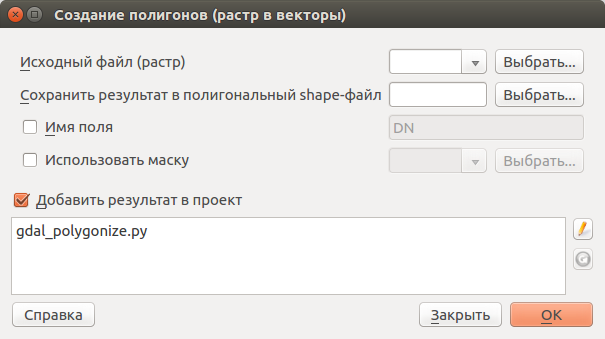 Создание полигонов (растр в векторы)
Исходный файл (растр) Выбрать...
Сохранить результат в полигональный shape-файл Выбрать...
Имя поля DN
Использовать маску Выбрать...
Добавить результат в проект
gdal_polygonize.py
Справка Закрыть OK